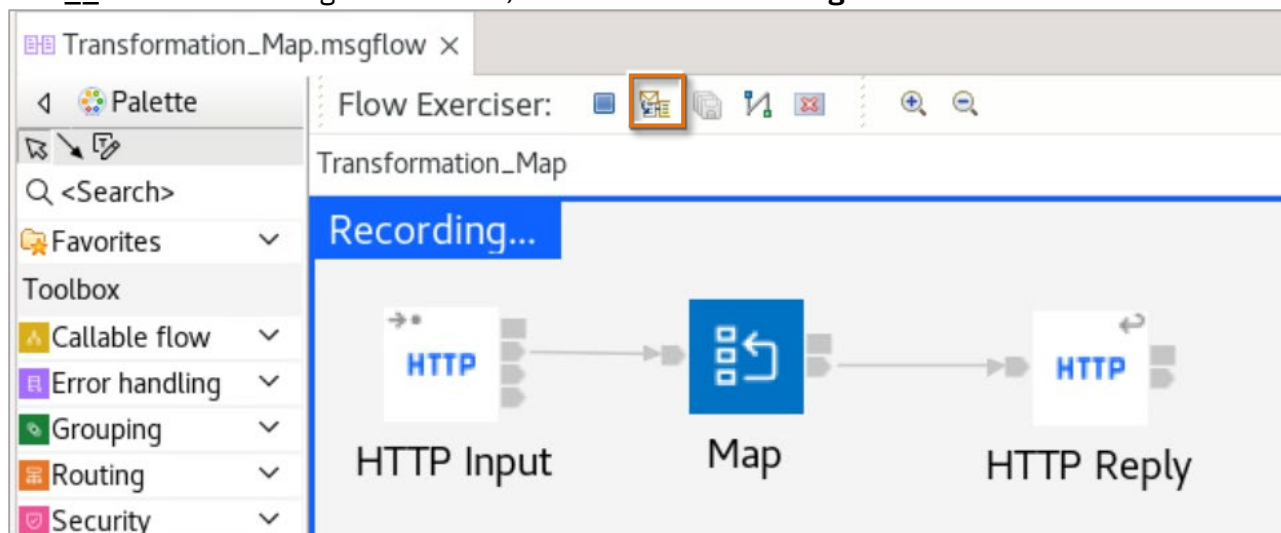 Transformation_Map.msgflow
Palette
Flow Exerciser:
Transformation_Map
<Search>
Favorites
Recording...
Toolbox
Callable flow
Error handling
Grouping
Routing
Security
HTTP
HTTP
HTTP Input
Map
HTTP Reply